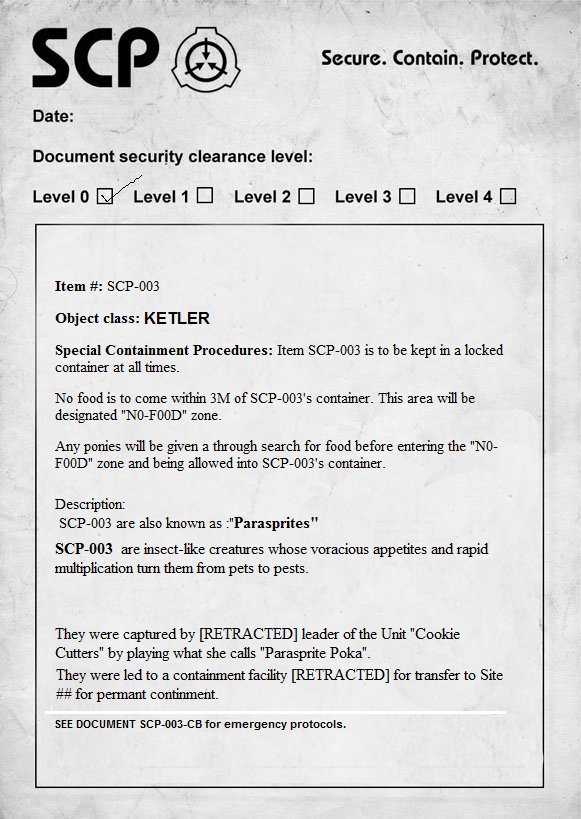 SCP Secure. Contain. Protect.
Date:
Document security clearance level:
Level 0 Level 1 Level 2 Level 3 Level 4
Item #: SCP-003
Object class: KETLER
Special Containment Procedures: Item SCP-003 is to be kept in a locked
container at all times.
No food is to come within 3M of SCP-003's container. This area will be
designated "N0-F00D" zone.
Any ponies will be given a through search for food before entering the "N0-
F00D" zone and being allowed into SCP-003's container.
Description:
SCP-003 are also known as :"Parasprites"
SCP-003 are insect-like creatures whose voracious appetites and rapid
multiplication turn them from pets to pests.
They were captured by [RETRACTED] leader of the Unit "Cookie
Cutters" by playing what she calls "Parasprite Poka".
They were led to a containment facility [RETRACTED] for transfer to Site
## for permant continment.
SEE DOCUMENT SCP-003-CB for emergency protocols.